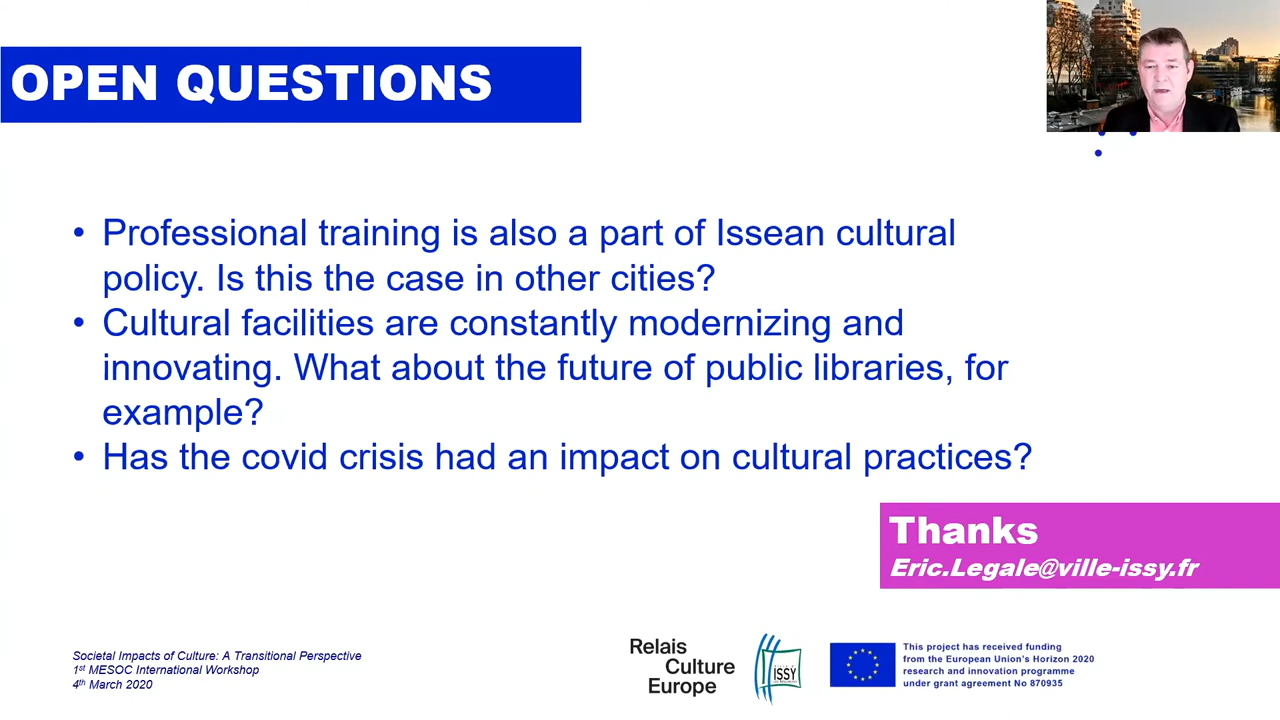 OPEN QUESTIONS
• Professional training is also a part of Issean cultural
policy. Is this the case in other cities?
• Cultural facilities are constantly modernizing and
innovating. What about the future of public libraries, for
example?
• Has the covid crisis had an impact on cultural practices?
Thanks
Eric.Legale@ville-issy.fr
Societal Impacts of Culture: A Transitional Perspective
1st MESOC International Workshop
4th March 2020
Relais
Culture
Europe
ISSY
This project has received funding
from the European Union's Horizon 2020
research and innovation programme
under grant agreement No 870935